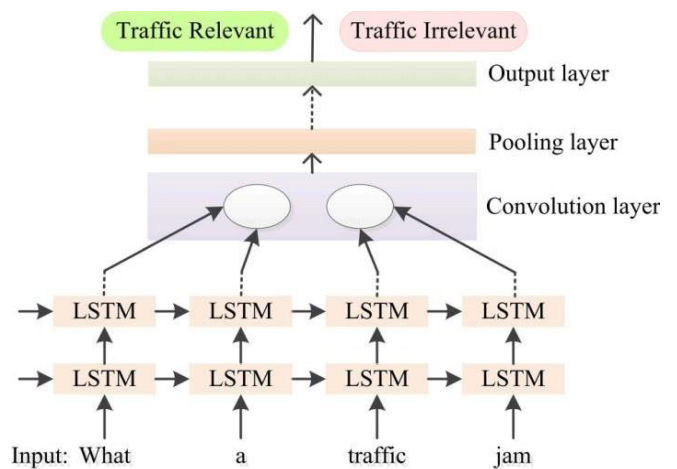 Traffic Relevant Traffic Irrelevant
Output layer
Pooling layer
Convolution layer
LSTM LSTM LSTM LSTM
LSTM LSTM LSTM LSTM
Input: What a traffic jam